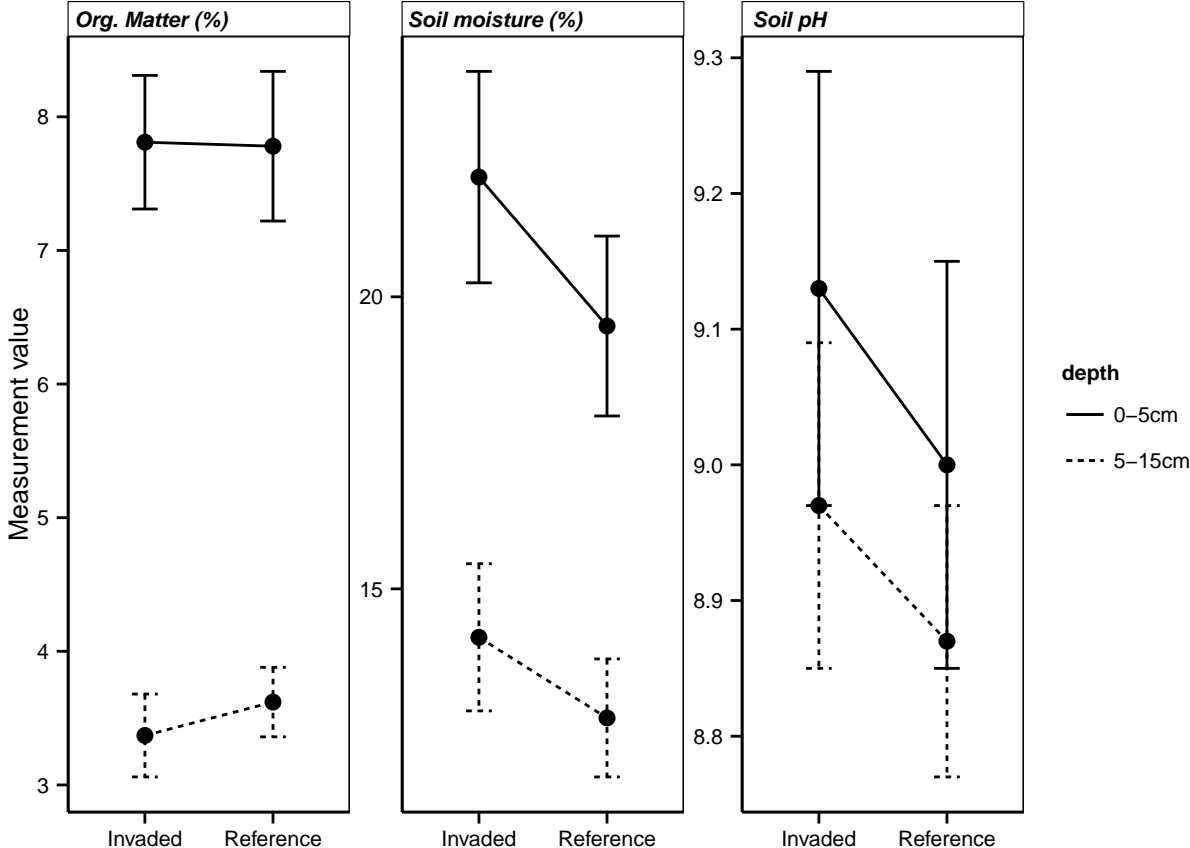 Org. Matter (%)
Soil moisture (%)
Soil pH
Measurement value
8
7
6
5
4
3
20
15
9.3
9.2
9.1
9.0
8.9
8.8
Invaded Reference
Invaded Reference
Invaded Reference
depth
0–5cm
5–15cm